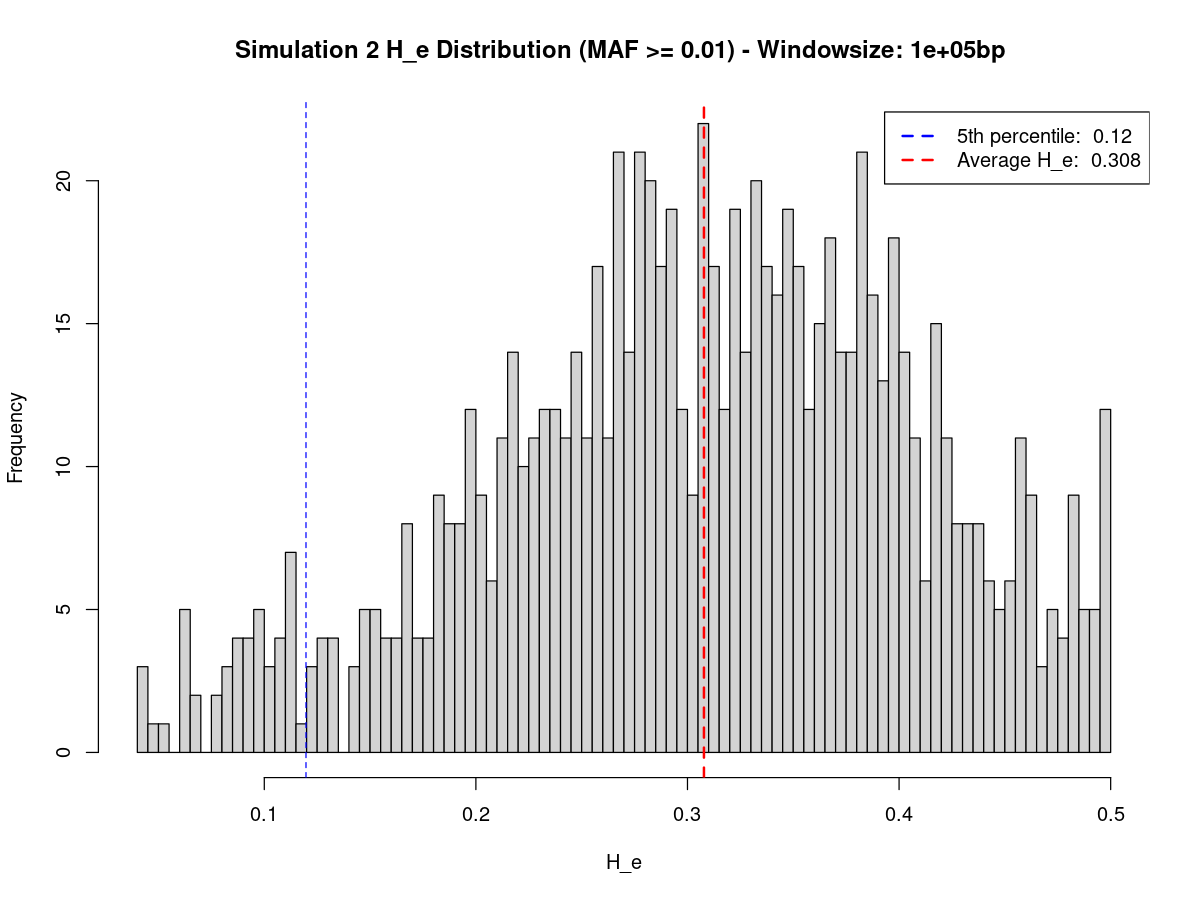 Simulation 2 H_e Distribution (MAF >= 0.01) - Windowsize: 1e+05bp
5th percentile: 0.12
Average H_e: 0.308
Frequency
20
15
10
5
0
0.1 0.2 0.3 0.4 0.5
H_e